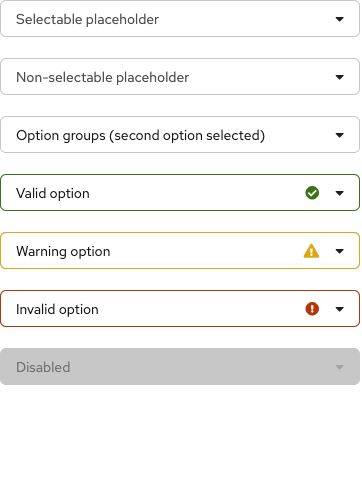 Selectable placeholder
Non-selectable placeholder
Option groups (second option selected)
Valid option
Warning option
Invalid option
Disabled